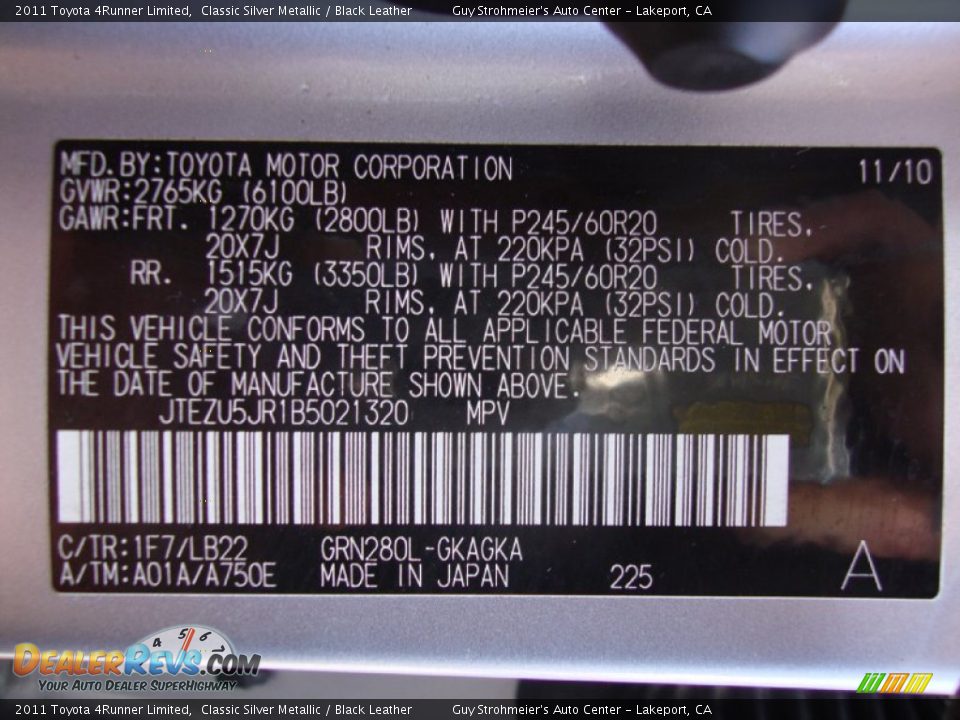 2011 Toyota 4Runner Limited,  Classic Silver Metallic / Black Leather Guy Strohmeier's Auto Center - Lakeport, CA
MFD.BY:TOYOTA MOTOR CORPORATION 11/10
GVWR:2765KG (6100LB)
GAWR:FRT. 1270KG (2800LB) WITH P245/60R20 TIRES,
20X7J RIMS, AT 220KPA (32PSI) COLD.
RR. 1515KG (3350LB) WITH P245/60R20 TIRES,
20X7J RIMS, AT 220KPA (32PSI) COLD.
THIS VEHICLE CONFORMS TO ALL APPLICABLE FEDERAL MOTOR
VEHICLE SAFETY AND THEFT PREVENTION STANDARDS IN EFFECT ON
THE DATE OF MANUFACTURE SHOWN ABOVE.
JTEZU5JR1B5021320 MPV
C/TR:1F7/LB22 GRN280L-GKAGKA
A/TM:A01A/A750E MADE IN JAPAN 225 A
4 5 6 7
DEALERREVS.COM
YOUR AUTO DEALER SUPERHIGHWAY
2011 Toyota 4Runner Limited,  Classic Silver Metallic / Black Leather Guy Strohmeier's Auto Center - Lakeport, CA